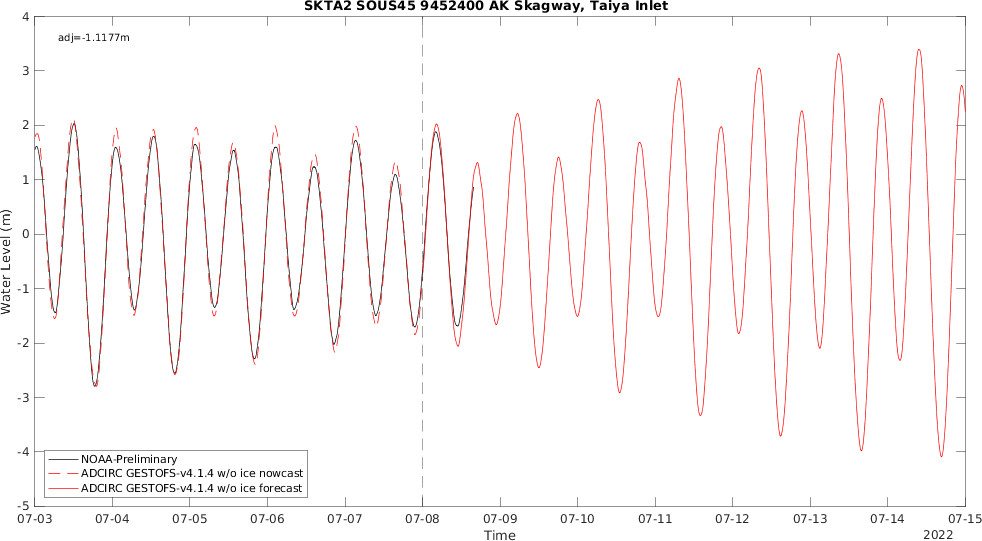 SKTA2 SOUS45 9452400 AK Skagway, Taiya Inlet
adj=-1.1177m
4
3
2
1
0
-1
-2
-3
-4
-5
Water Level (m)
NOAA-Preliminary
ADCIRC GESTOFS-v4.1.4 w/o ice nowcast
ADCIRC GESTOFS-v4.1.4 w/o ice forecast
07-03 07-04 07-05 07-06 07-07 07-08 07-09 07-10 07-11 07-12 07-13 07-14 07-15
Time
2022